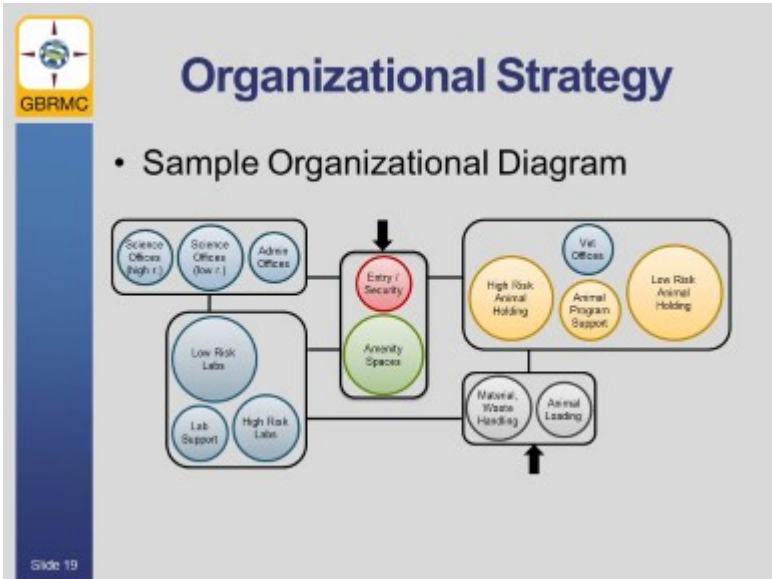 GBRMC
Organizational Strategy
• Sample Organizational Diagram
Science
Offices
(high r.)
Science
Offices
(low r.)
Admin
Offices
Entry /
Security
Amenity
Spaces
Vet
Offices
High Risk
Animal
Holding
Animal
Program
Support
Low Risk
Animal
Holding
Low Risk
Labs
Lab
Support
High Risk
Labs
Material,
Waste
Handling
Animal
Loading
Slide 19